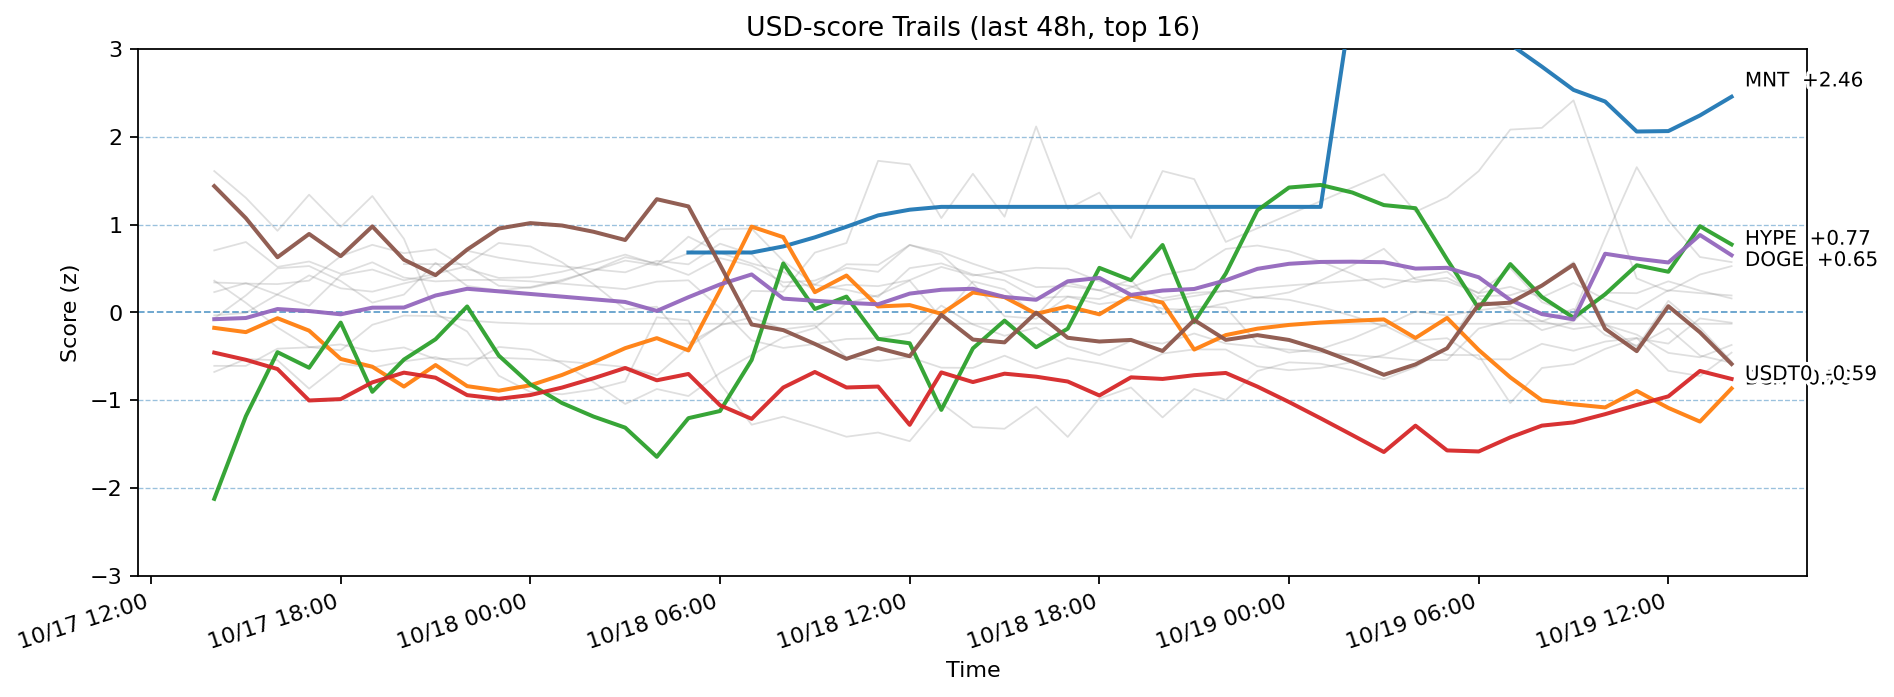 USD-score Trails (last 48h, top 16)
Score (z)
3
2
1
0
−1
−2
−3
MNT +2.46
HYPE +0.77
DOGE +0.65
USDT0 -0.59
10/17 12:00
10/17 18:00
10/18 00:00
10/18 06:00
10/18 12:00
10/18 18:00
10/19 00:00
10/19 06:00
10/19 12:00
Time